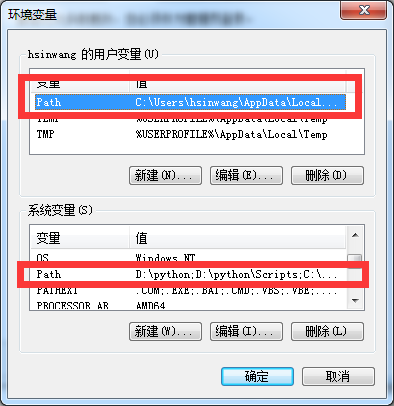 环境变量
hsinwang 的用户变量(U)
变量 值
Path C:\Users\hsinwang\AppData\Local...
TEMP %USERPROFILE%\AppData\Local\Temp
TMP %USERPROFILE%\AppData\Local\Temp
新建(N)... 编辑(E)... 删除(D)
系统变量(S)
变量 值
OS Windows_NT
Path D:\python;D:\python\Scripts;C:\...
PATHEXT .COM;.EXE;.BAT;.CMD;.VBS;.VBE;....
PROCESSOR_AR AMD64
新建(W)... 编辑(I)... 删除(L)
确定 取消